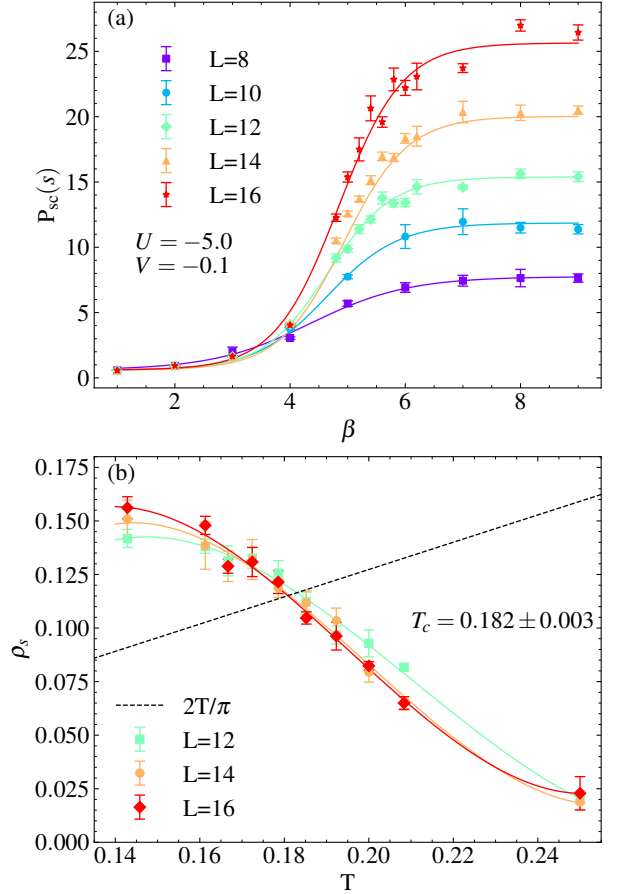 (a)
L=8
L=10
L=12
L=14
L=16
U = −5.0
V = −0.1
P_sc(s)
25
20
15
10
5
0
2
4
6
8
β
(b)
0.175
0.150
0.125
0.100
0.075
0.050
0.025
0.000
ρ_s
T_c = 0.182 ± 0.003
2T/π
L=12
L=14
L=16
0.14
0.16
0.18
0.20
0.22
0.24
T